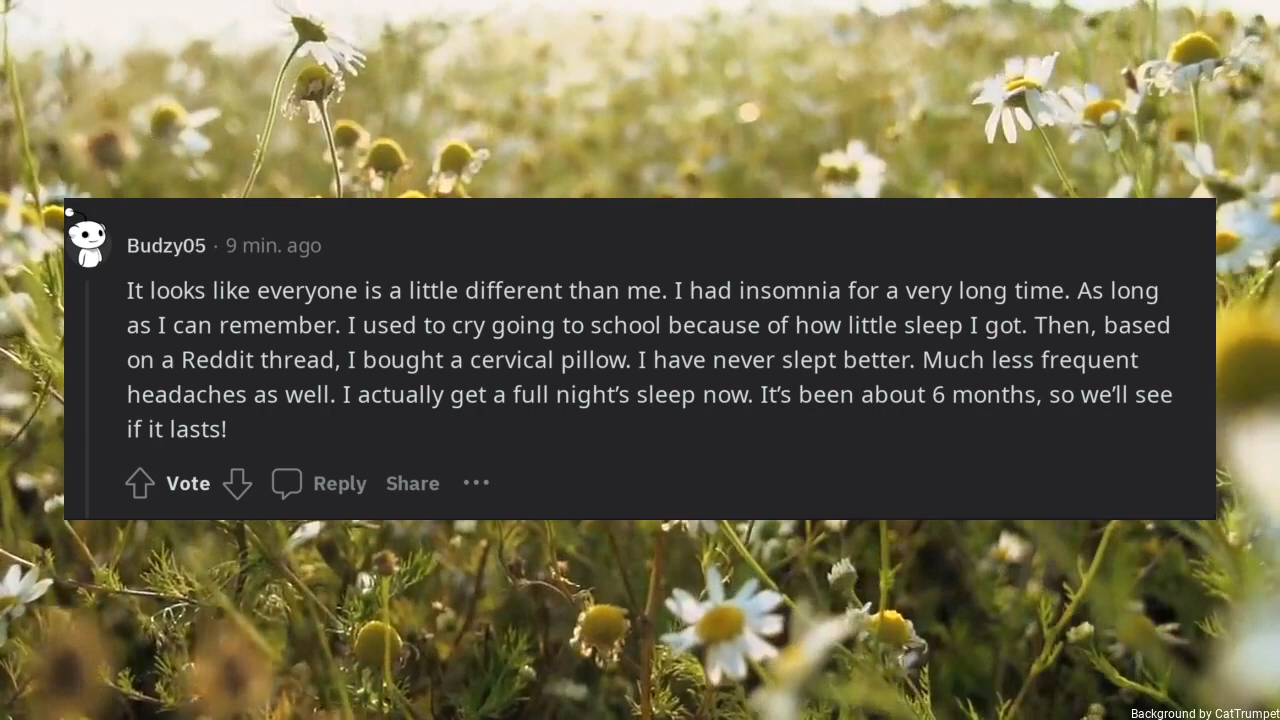 Budzy05 · 9 min. ago
It looks like everyone is a little different than me. I had insomnia for a very long time. As long
as I can remember. I used to cry going to school because of how little sleep I got. Then, based
on a Reddit thread, I bought a cervical pillow. I have never slept better. Much less frequent
headaches as well. I actually get a full night’s sleep now. It’s been about 6 months, so we’ll see
if it lasts!
Vote Reply Share •••
Background by CatTrumpet